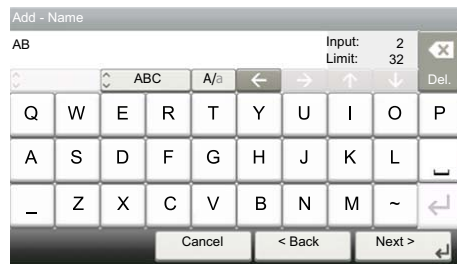 Add - Name
AB Input: 2
Limit: 32
ABC A/a ← → ↑ ↓ Del.
Q W E R T Y U I O P
A S D F G H J K L
_ Z X C V B N M ~
Cancel < Back Next >